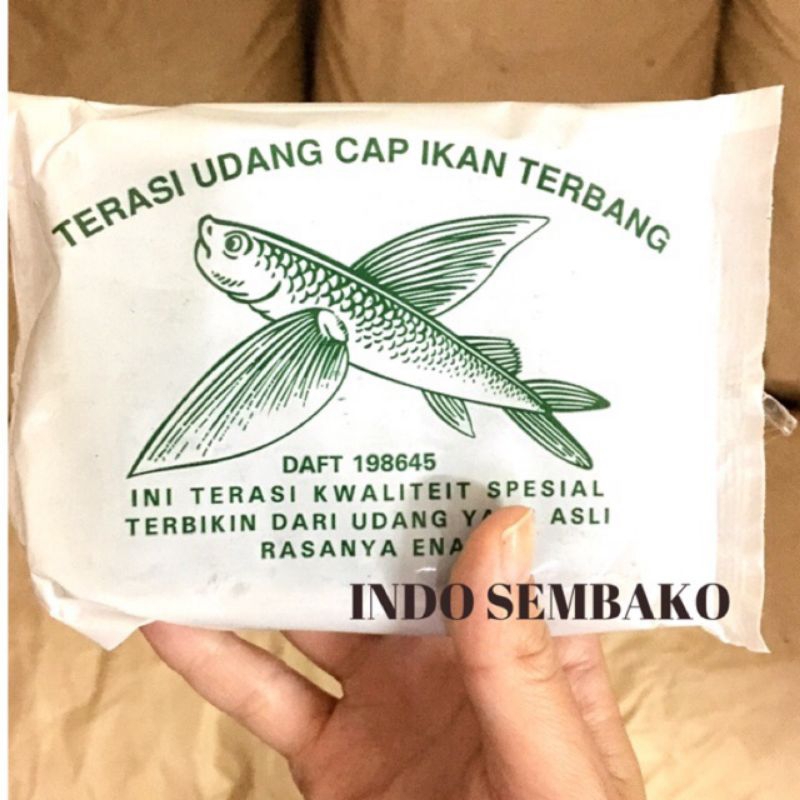 TERASI UDANG CAP IKAN TERBANG
DAFT 198645
INI TERASI KWALITEIT SPESIAL
TERBIKIN DARI UDANG ASLI
RASANYA
INDO SEMBAKO